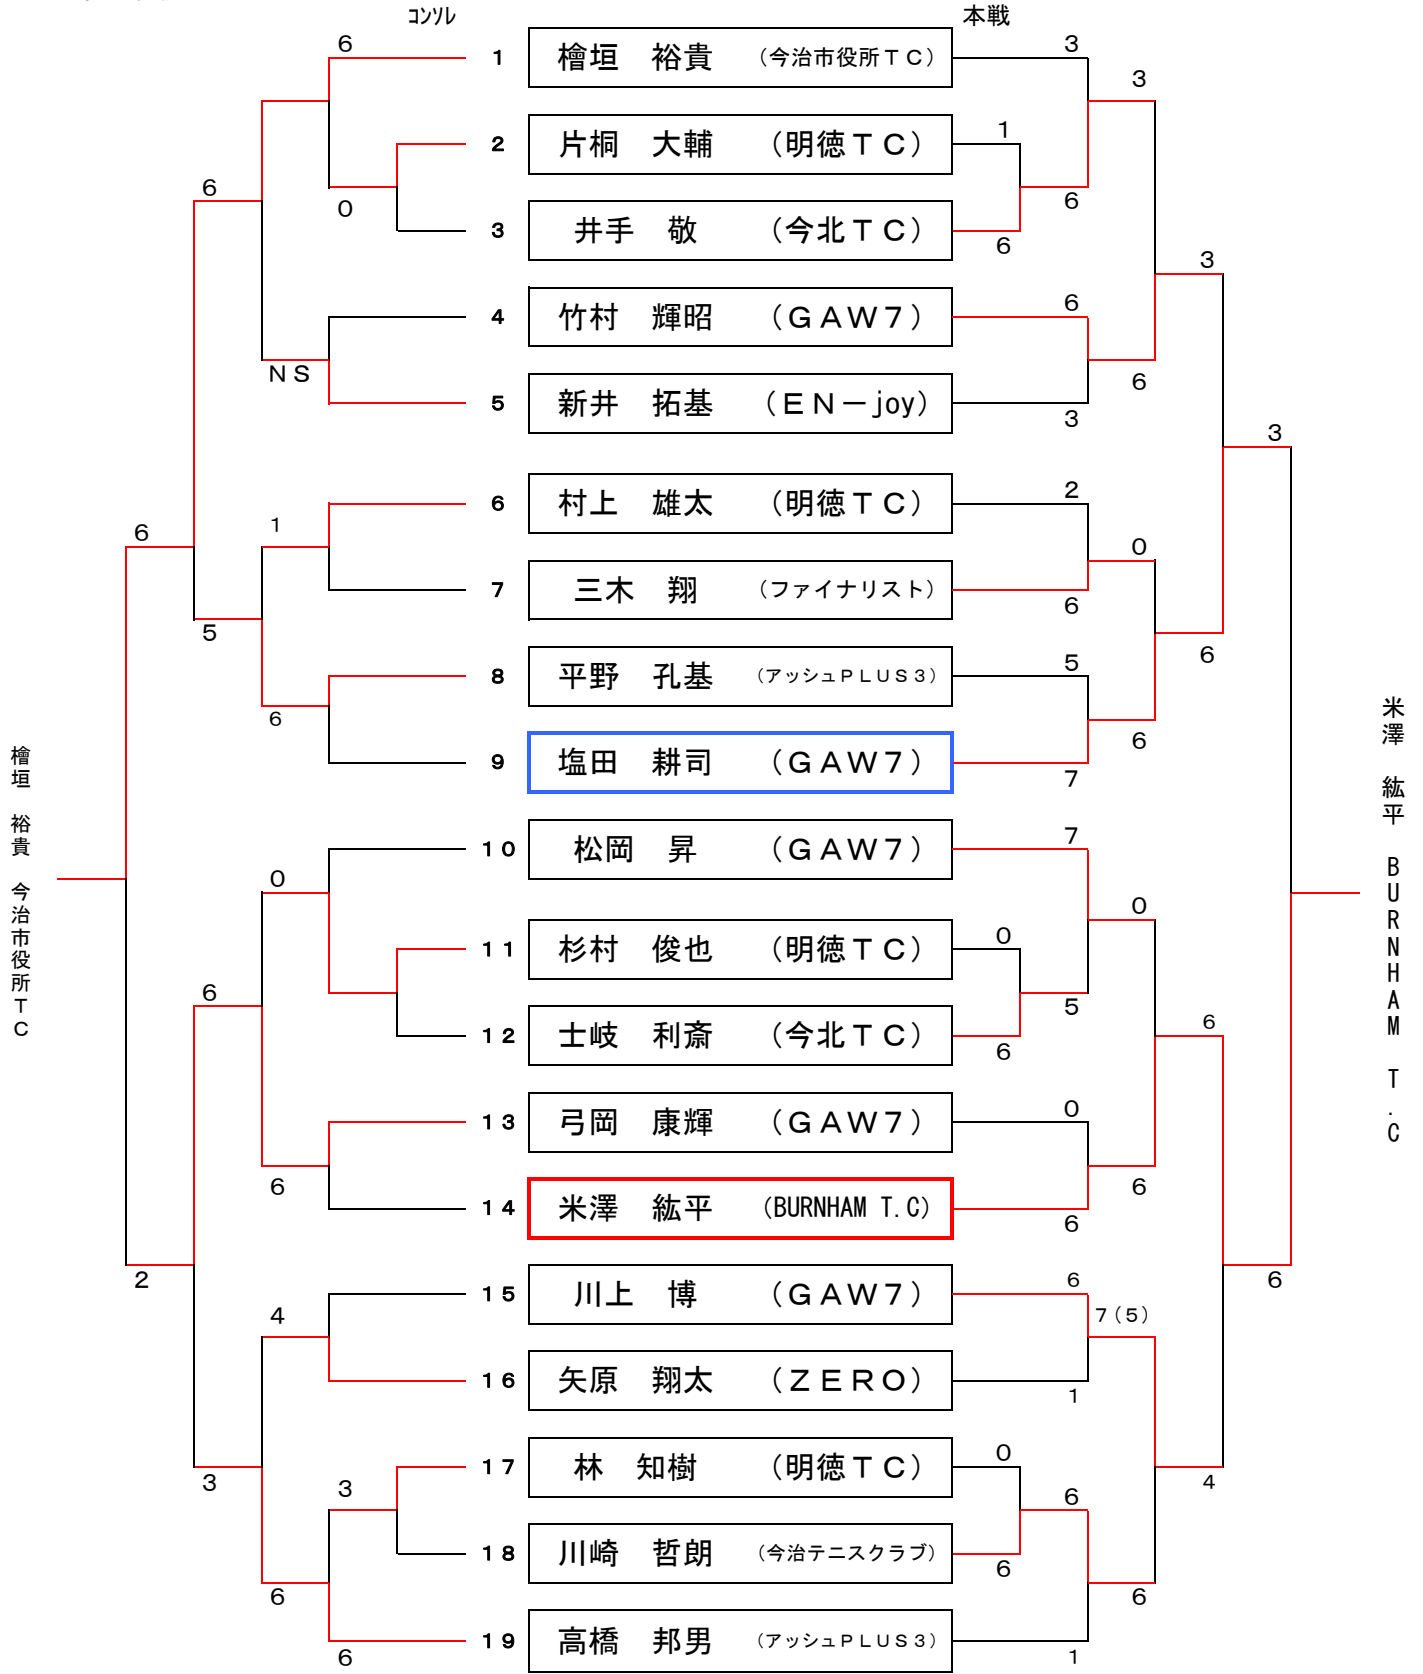 コンソレ 本戦
6 1 檜垣 裕貴 (今治市役所TC) 3
3
2 片桐 大輔 (明徳TC) 1
6 0 6
3 井手 敬 (今北TC) 6
3
4 竹村 輝昭 (GAW7) 6
NS 6
5 新井 拓基 (EN－joy) 3
3
6 村上 雄太 (明徳TC) 2
6 1 0
7 三木 翔 (ファイナリスト) 6
5 6
8 平野 孔基 (アッシュPLUS3) 5
6 6
9 塩田 耕司 (GAW7) 7
10 松岡 昇 (GAW7) 7
0 0
11 杉村 俊也 (明徳TC) 0
6 5
12 士岐 利斎 (今北TC) 6
6
13 弓岡 康輝 (GAW7) 0
6 6
14 米澤 紘平 (BURNHAM T.C) 6
2 6
15 川上 博 (GAW7) 6
4 7(5)
16 矢原 翔太 (ZERO) 1
17 林 知樹 (明徳TC) 0
3 3 6 4
18 川崎 哲朗 (今治テニスクラブ) 6
6 6
19 高橋 邦男 (アッシュPLUS3) 1
6
檜垣 裕貴 今治市役所TC
米澤 紘平 BURNHAM T.C